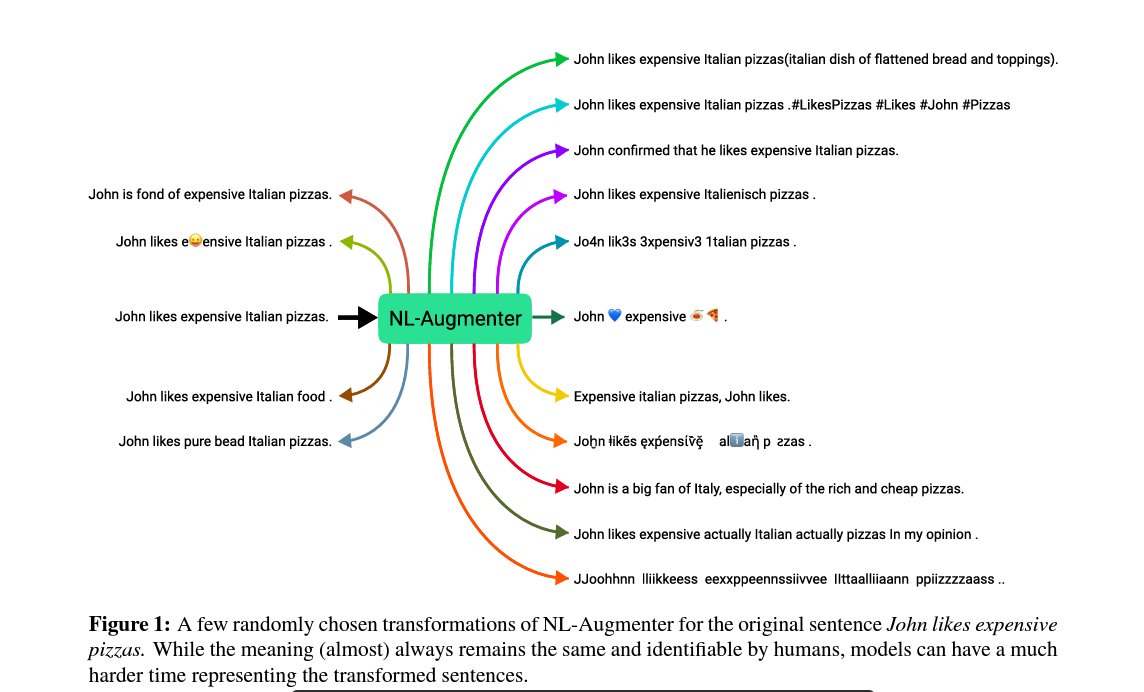 John likes expensive Italian pizzas(italian dish of flattened bread and toppings).
John likes expensive Italian pizzas .#LikesPizzas #Likes #John #Pizzas
John confirmed that he likes expensive Italian pizzas.
John is fond of expensive Italian pizzas.
John likes expensive Italienisch pizzas .
John likes e😛ensive Italian pizzas .
Jo4n lik3s 3xpensiv3 1talian pizzas .
John likes expensive Italian pizzas.
NL-Augmenter
John 💙 expensive 🍝🍕 .
John likes expensive Italian food .
Expensive italian pizzas, John likes.
John likes pure bead Italian pizzas.
al
p
zzas .
John is a big fan of Italy, especially of the rich and cheap pizzas.
John likes expensive actually Italian actually pizzas In my opinion .
JJoohhnn lliikkeess eexxppeennssiivvee IIttaalliiaann ppiizzzzaass ..
Figure 1: A few randomly chosen transformations of NL-Augmenter for the original sentence John likes expensive
pizzas. While the meaning (almost) always remains the same and identifiable by humans, models can have a much
harder time representing the transformed sentences.